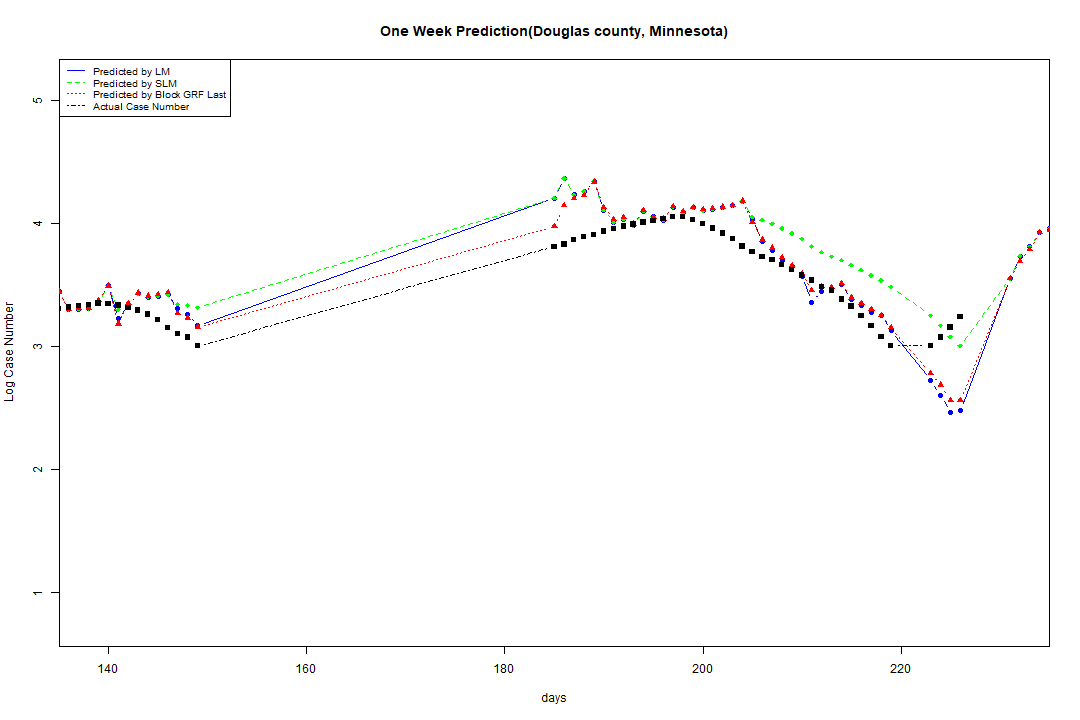 One Week Prediction(Douglas county, Minnesota)
Predicted by LM
Predicted by SLM
Predicted by Block GRF Last
Actual Case Number
5
4
3
2
1
Log Case Number
140 160 180 200 220
days